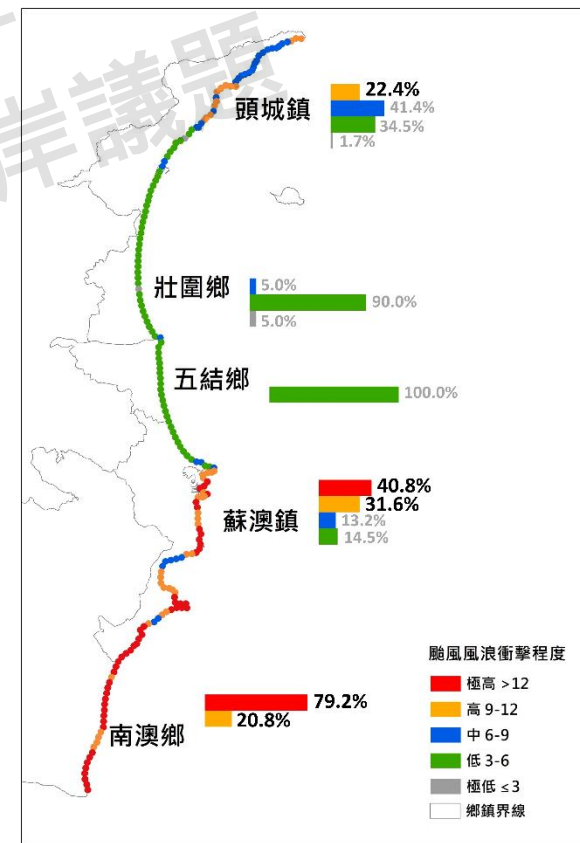 岸議題
頭城鎮
22.4%
41.4%
34.5%
1.7%
壯圍鄉
5.0%
90.0%
5.0%
五結鄉
100.0%
蘇澳鎮
40.8%
31.6%
13.2%
14.5%
南澳鄉
79.2%
20.8%
颱風風浪衝擊程度
極高 >12
高 9-12
中 6-9
低 3-6
極低 ≤3
鄉鎮界線